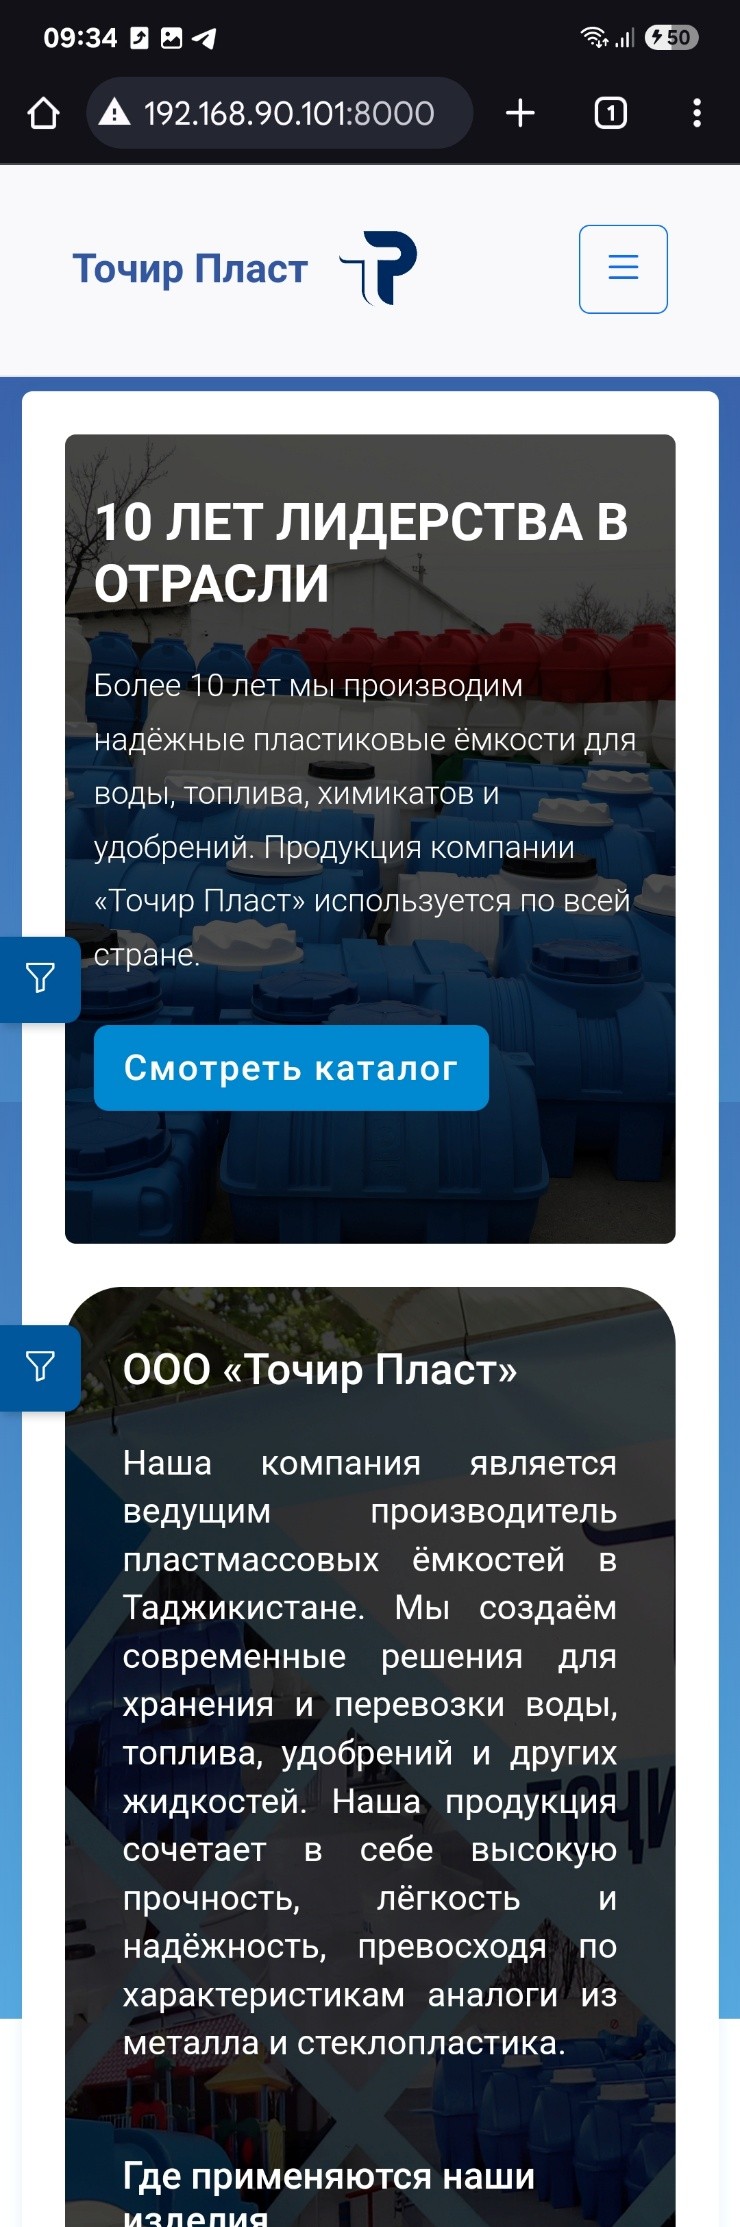 09:34
50
192.168.90.101:8000
1
Точир Пласт
10 ЛЕТ ЛИДЕРСТВА В
ОТРАСЛИ
Более 10 лет мы производим
надёжные пластиковые ёмкости для
воды, топлива, химикатов и
удобрений. Продукция компании
«Точир Пласт» используется по всей
стране.
Смотреть каталог
ООО «Точир Пласт»
Наша компания является
ведущим производитель
пластмассовых ёмкостей в
Таджикистане. Мы создаём
современные решения для
хранения и перевозки воды,
топлива, удобрений и других
жидкостей. Наша продукция
сочетает в себе высокую
прочность, лёгкость и
надёжность, превосходя по
характеристикам аналоги из
металла и стеклопластика.
Где применяются наши
изделия